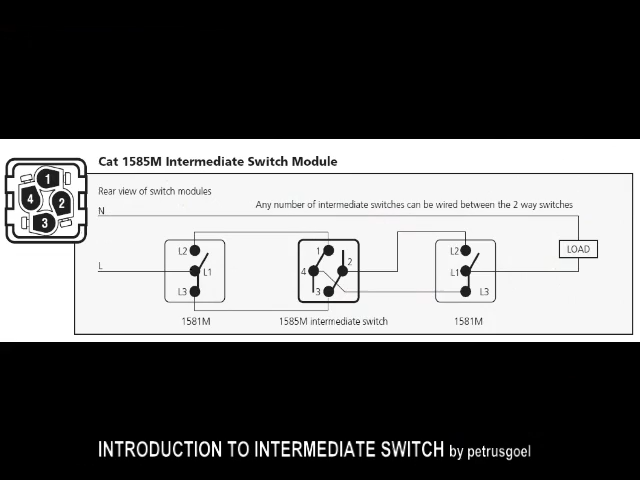 Cat 1585M Intermediate Switch Module
1
4
2
3
Rear view of switch modules
Any number of intermediate switches can be wired between the 2 way switches
N
L
L2
L1
L3
1
2
4
3
L2
L1
L3
LOAD
1581M
1585M intermediate switch
1581M
INTRODUCTION TO INTERMEDIATE SWITCH by petrusgoel